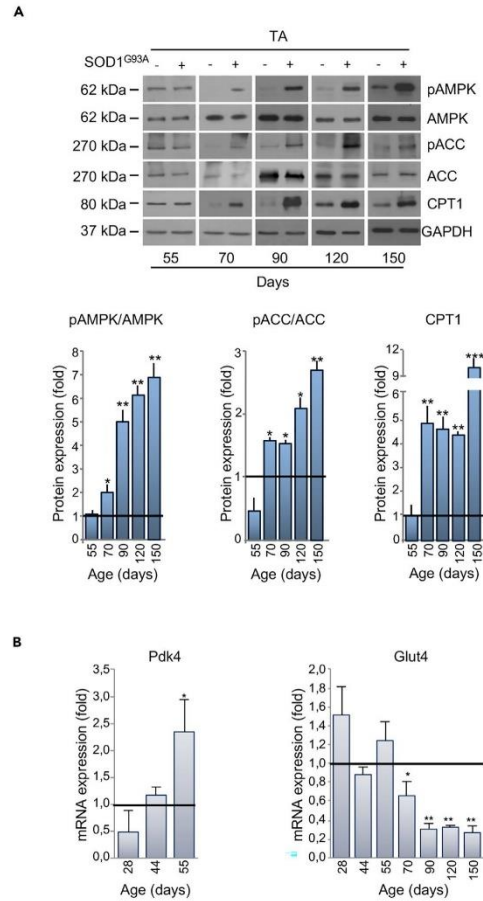 A
TA
SOD1G93A - + - + - + - + - +
62 kDa pAMPK
62 kDa AMPK
270 kDa pACC
270 kDa ACC
80 kDa CPT1
37 kDa GAPDH
55 70 90 120 150
Days
pAMPK/AMPK
Protein expression (fold)
8
7
6
5
4
3
2
1
0
* ** ** **
55 70 90 120 150
Age (days)
pACC/ACC
Protein expression (fold)
3
2
1
0
* * * **
55 70 90 120 150
Age (days)
CPT1
Protein expression (fold)
12
9
6
5
4
3
2
1
0
** ** ** ***
55 70 90 120 150
Age (days)
B
Pdk4
mRNA expression (fold)
3,5
3,0
2,5
2,0
1,5
1,0
0,5
0,0
*
28 44 55
Age (days)
Glut4
mRNA expression (fold)
2,0
1,8
1,6
1,4
1,2
1,0
0,8
0,6
0,4
0,2
0,0
* ** ** **
28 44 55 70 90 120 150
Age (days)